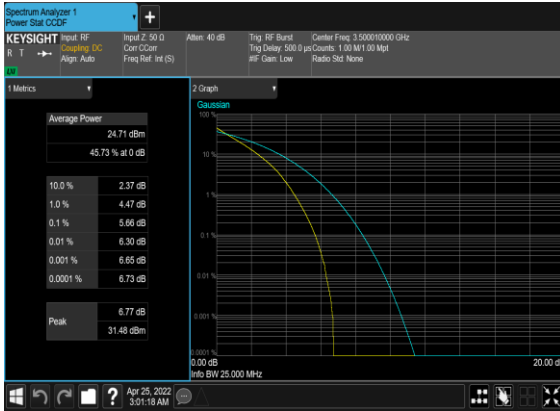 Spectrum Analyzer 1
Power Stat CCDF
KEYSIGHT
R T
Input: RF
Coupling: DC
Align: Auto
Input Z: 50 Ω
Corr CCorr
Freq Ref: Int (S)
Atten: 40 dB
Trig: RF Burst
Trig Delay: 500.0 µs
#IF Gain: Low
Center Freq: 3.500010000 GHz
Counts: 1.00 M/1.00 Mpt
Radio Std: None
1 Metrics
Average Power
24.71 dBm
45.73 % at 0 dB
10.0 % 2.37 dB
1.0 % 4.47 dB
0.1 % 5.66 dB
0.01 % 6.30 dB
0.001 % 6.65 dB
0.0001 % 6.73 dB
Peak
6.77 dB
31.48 dBm
2 Graph
Gaussian
100 %
10 %
1 %
0.1 %
0.01 %
0.001 %
0.0001 %
0.00 dB
20.00 d
Info BW 25.000 MHz
?
Apr 25, 2022
3:01:18 AM